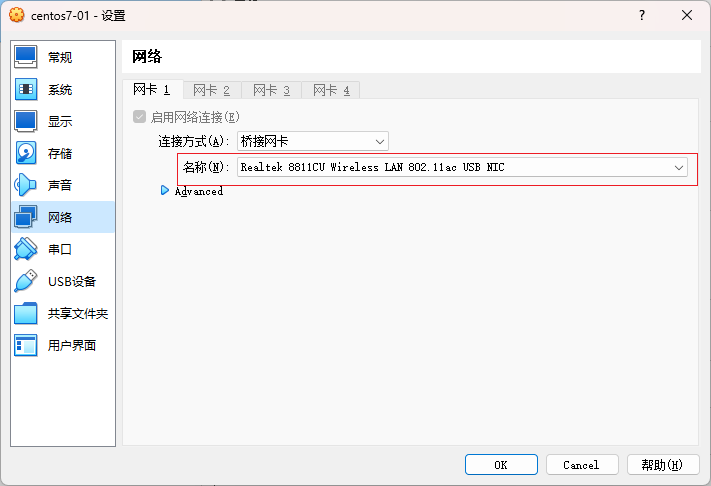 centos7-01 - 设置
?
常规
系统
显示
存储
声音
网络
串口
USB设备
共享文件夹
用户界面
网络
网卡 1
网卡 2
网卡 3
网卡 4
启用网络连接(E)
连接方式(A): 桥接网卡
名称(N): Realtek 8811CU Wireless LAN 802.11ac USB NIC
Advanced
OK
Cancel
帮助(H)